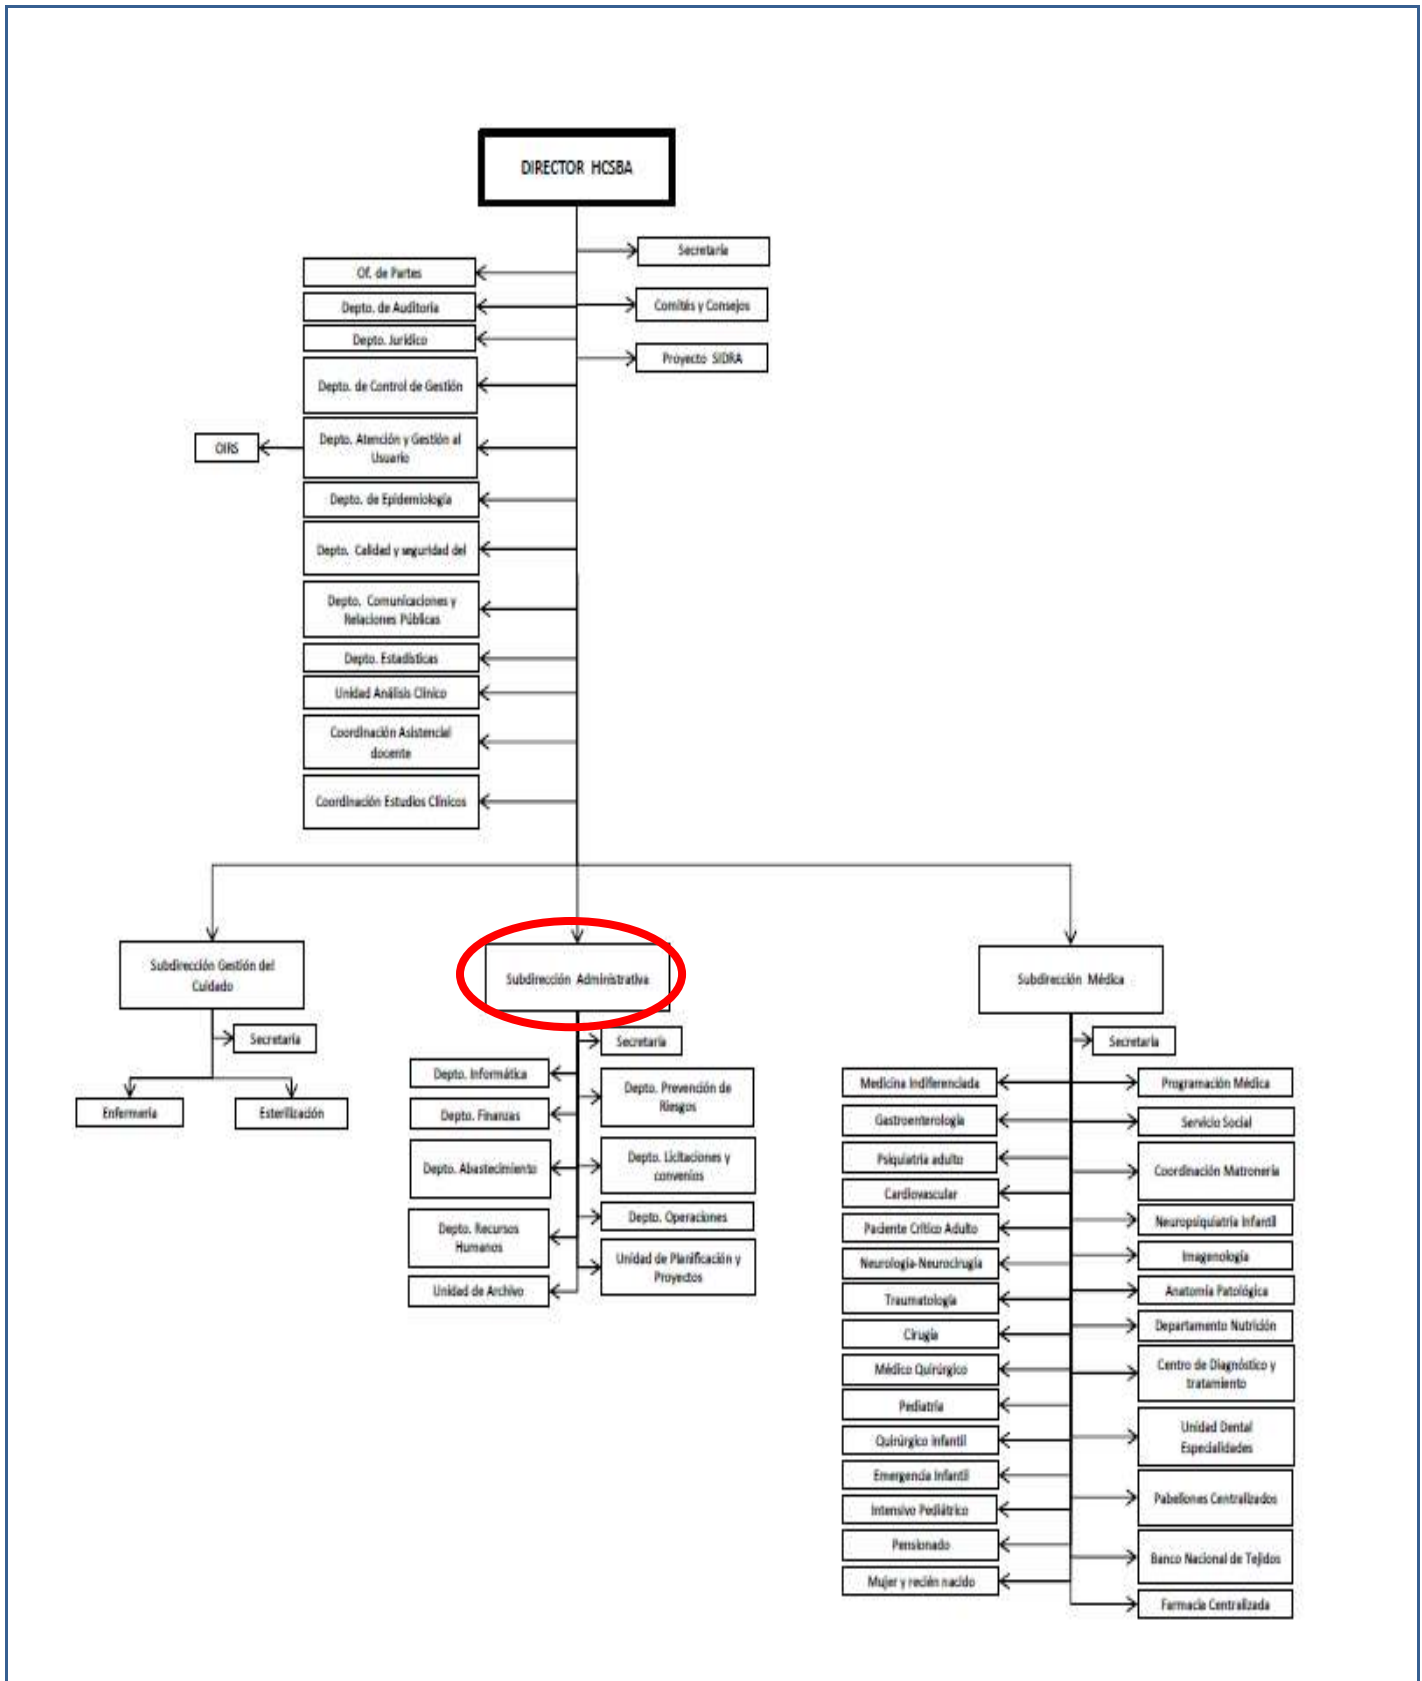 DIRECTOR HCSBA
Secretaría
Of. de Partes
Comités y Consejos
Depto. de Auditoría
Depto. Jurídico
Proyecto SIDRA
Depto. de Control de Gestión
OIRS
Depto. Atención y Gestión al
Usuario
Depto. de Epidemiología
Depto. Calidad y seguridad del
Depto. Comunicaciones y
Relaciones Públicas
Depto. Estadísticas
Unidad Análisis Clínico
Coordinación Asistencial
docente
Coordinación Estudios Clínicos
Subdirección Gestión del
Cuidado
Secretaría
Enfermería
Esterilización
Subdirección Administrativa
Secretaría
Depto. Informática
Depto. Prevención de
Riesgos
Depto. Finanzas
Depto. Abastecimiento
Depto. Licitaciones y
convenios
Depto. Recursos
Humanos
Depto. Operaciones
Unidad de Planificación y
Proyectos
Unidad de Archivo
Subdirección Médica
Secretaría
Medicina Indiferenciada
Programación Médica
Gastroenterología
Servicio Social
Psiquiatría adulto
Coordinación Matronería
Cardiovascular
Paciente Crítico Adulto
Neuropsiquiatría Infantil
Neurología-Neurocirugía
Imagenología
Traumatología
Anatomía Patológica
Cirugía
Departamento Nutrición
Médico Quirúrgico
Centro de Diagnóstico y
tratamiento
Pediatría
Quirúrgico Infantil
Unidad Dental
Especialidades
Emergencia Infantil
Intensivo Pediátrico
Pabellones Centralizados
Pensionado
Banco Nacional de Tejidos
Mujer y recién nacido
Farmacia Centralizada